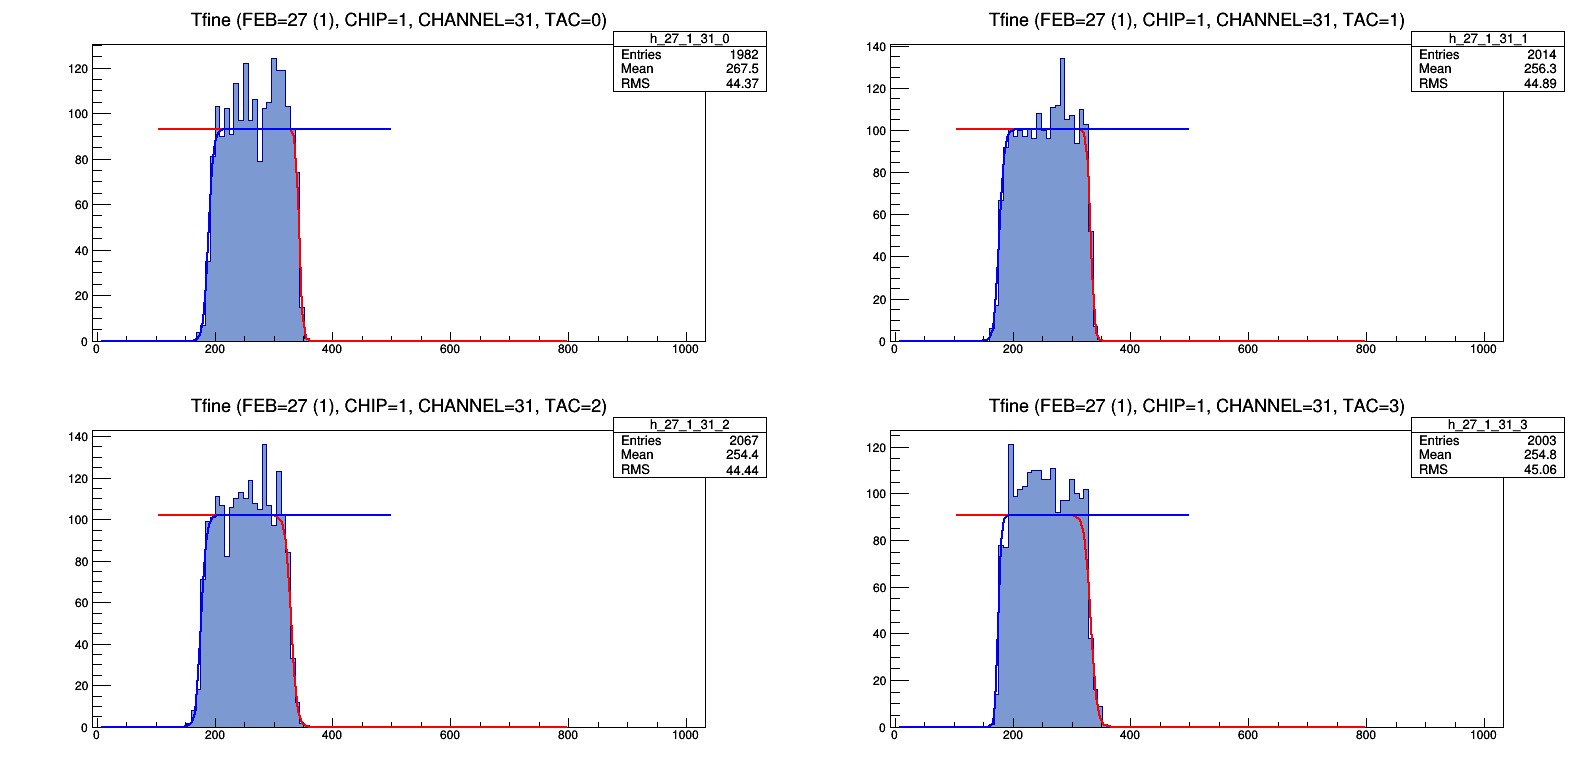 Tfine (FEB=27 (1), CHIP=1, CHANNEL=31, TAC=0)
h_27_1_31_0
Entries 1982
Mean 267.5
RMS 44.37
120
100
80
60
40
20
0
0 200 400 600 800 1000
Tfine (FEB=27 (1), CHIP=1, CHANNEL=31, TAC=1)
h_27_1_31_1
Entries 2014
Mean 256.3
RMS 44.89
140
120
100
80
60
40
20
0
0 200 400 600 800 1000
Tfine (FEB=27 (1), CHIP=1, CHANNEL=31, TAC=2)
h_27_1_31_2
Entries 2067
Mean 254.4
RMS 44.44
140
120
100
80
60
40
20
0
0 200 400 600 800 1000
Tfine (FEB=27 (1), CHIP=1, CHANNEL=31, TAC=3)
h_27_1_31_3
Entries 2003
Mean 254.8
RMS 45.06
120
100
80
60
40
20
0
0 200 400 600 800 1000